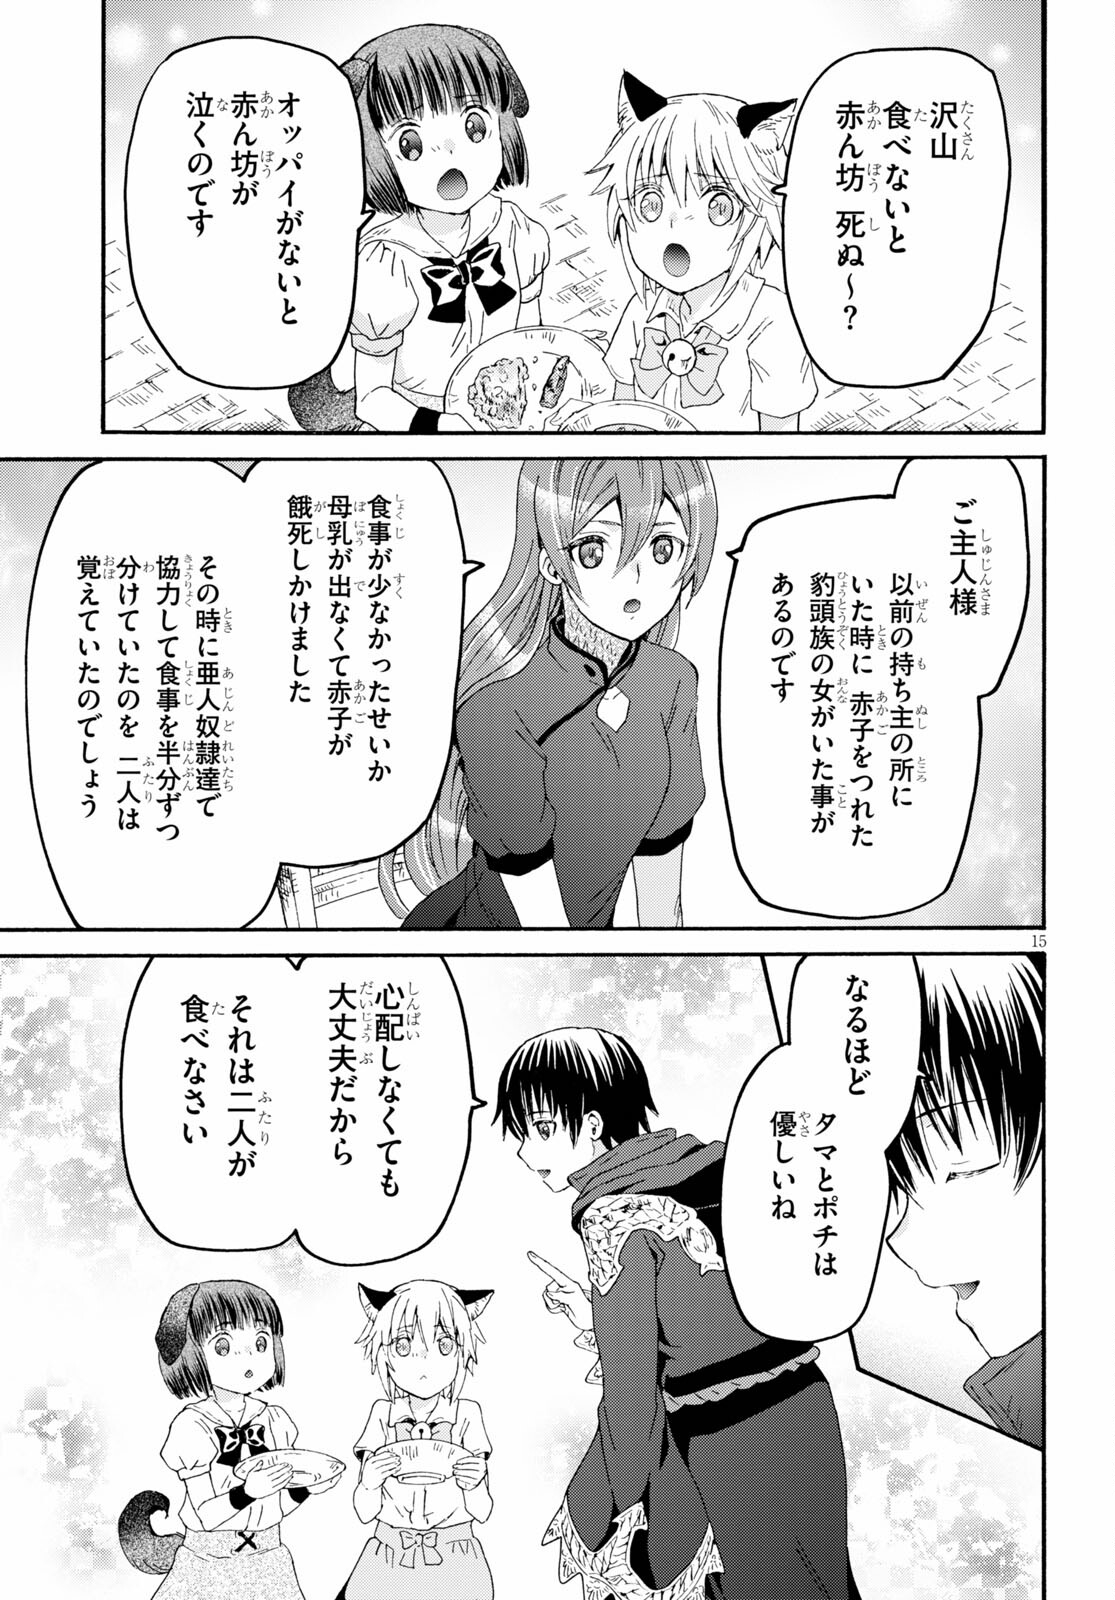 沢山
食べないと
赤ん坊 死ぬ～？
オッパイがないと
赤ん坊が
泣くのです
ご主人様
以前の持ち主の所に
いた時に 赤子をつれた
豹頭族の女がいた事が
あるのです
食事が少なかったせいか
母乳が出なくて赤子が
餓死しかけました
その時に亜人奴隷達で
協力して食事を半分ずつ
分けていたのを 二人は
覚えていたのでしょう
15
なるほど
タマとポチは
優しいね
心配しなくても
大丈夫だから
それは二人が
食べなさい